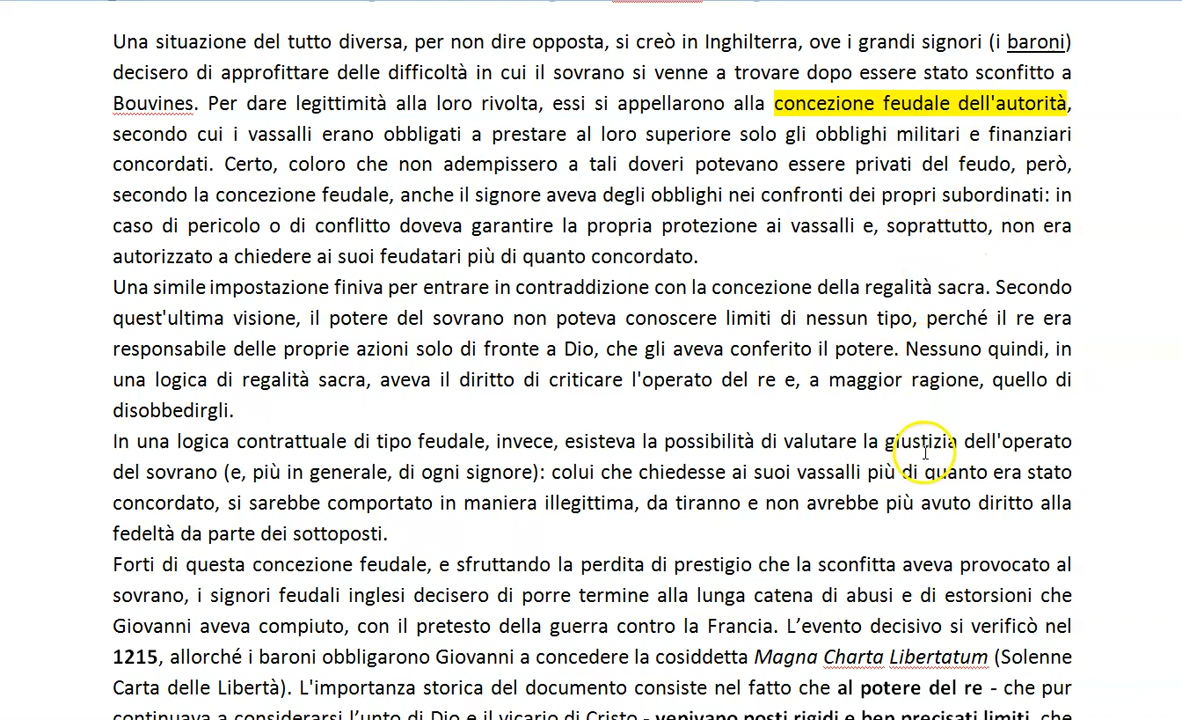 Una situazione del tutto diversa, per non dire opposta, si creò in Inghilterra, ove i grandi signori (i baroni)
decisero di approfittare delle difficoltà in cui il sovrano si venne a trovare dopo essere stato sconfitto a
Bouvines. Per dare legittimità alla loro rivolta, essi si appellarono alla concezione feudale dell'autorità,
secondo cui i vassalli erano obbligati a prestare al loro superiore solo gli obblighi militari e finanziari
concordati. Certo, coloro che non adempissero a tali doveri potevano essere privati del feudo, però,
secondo la concezione feudale, anche il signore aveva degli obblighi nei confronti dei propri subordinati: in
caso di pericolo o di conflitto doveva garantire la propria protezione ai vassalli e, soprattutto, non era
autorizzato a chiedere ai suoi feudatari più di quanto concordato.
Una simile impostazione finiva per entrare in contraddizione con la concezione della regalità sacra. Secondo
quest'ultima visione, il potere del sovrano non poteva conoscere limiti di nessun tipo, perché il re era
responsabile delle proprie azioni solo di fronte a Dio, che gli aveva conferito il potere. Nessuno quindi, in
una logica di regalità sacra, aveva il diritto di criticare l'operato del re e, a maggior ragione, quello di
disobbedirgli.
In una logica contrattuale di tipo feudale, invece, esisteva la possibilità di valutare la giustizia dell'operato
del sovrano (e, più in generale, di ogni signore): colui che chiedesse ai suoi vassalli più di quanto era stato
concordato, si sarebbe comportato in maniera illegittima, da tiranno e non avrebbe più avuto diritto alla
fedeltà da parte dei sottoposti.
Forti di questa concezione feudale, e sfruttando la perdita di prestigio che la sconfitta aveva provocato al
sovrano, i signori feudali inglesi decisero di porre termine alla lunga catena di abusi e di estorsioni che
Giovanni aveva compiuto, con il pretesto della guerra contro la Francia. L’evento decisivo si verificò nel
1215, allorché i baroni obbligarono Giovanni a concedere la cosiddetta Magna Charta Libertatum (Solenne
Carta delle Libertà). L'importanza storica del documento consiste nel fatto che al potere del re - che pur
continuava a considerarsi l’unto di Dio e il vicario di Cristo - venivano posti rigidi e ben precisati limiti, che